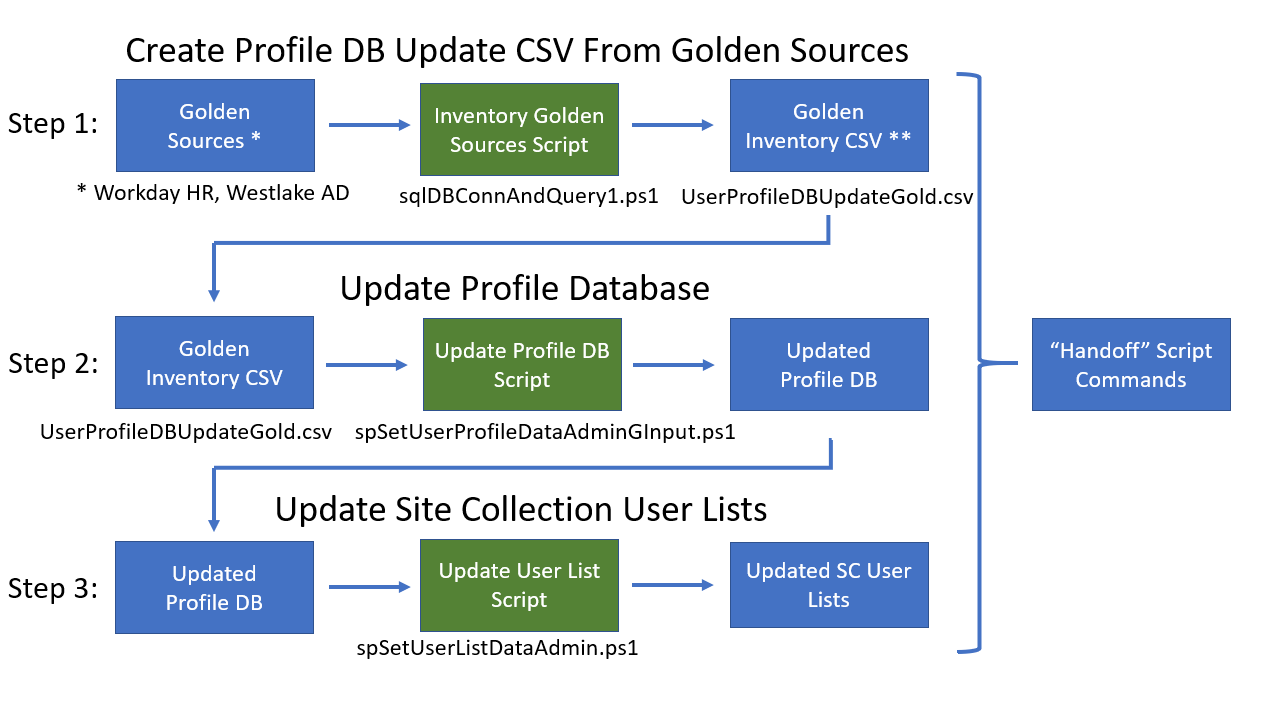 Create Profile DB Update CSV From Golden Sources
Step 1:
Golden
Sources *
Inventory Golden
Sources Script
Golden
Inventory CSV **
* Workday HR, Westlake AD
sqlDBConnAndQuery1.ps1
UserProfileDBUpdateGold.csv
Update Profile Database
Step 2:
Golden
Inventory CSV
Update Profile DB
Script
Updated
Profile DB
“Handoff” Script
Commands
UserProfileDBUpdateGold.csv
spSetUserProfileDataAdminGInput.ps1
Update Site Collection User Lists
Step 3:
Updated
Profile DB
Update User List
Script
Updated SC User
Lists
spSetUserListDataAdmin.ps1